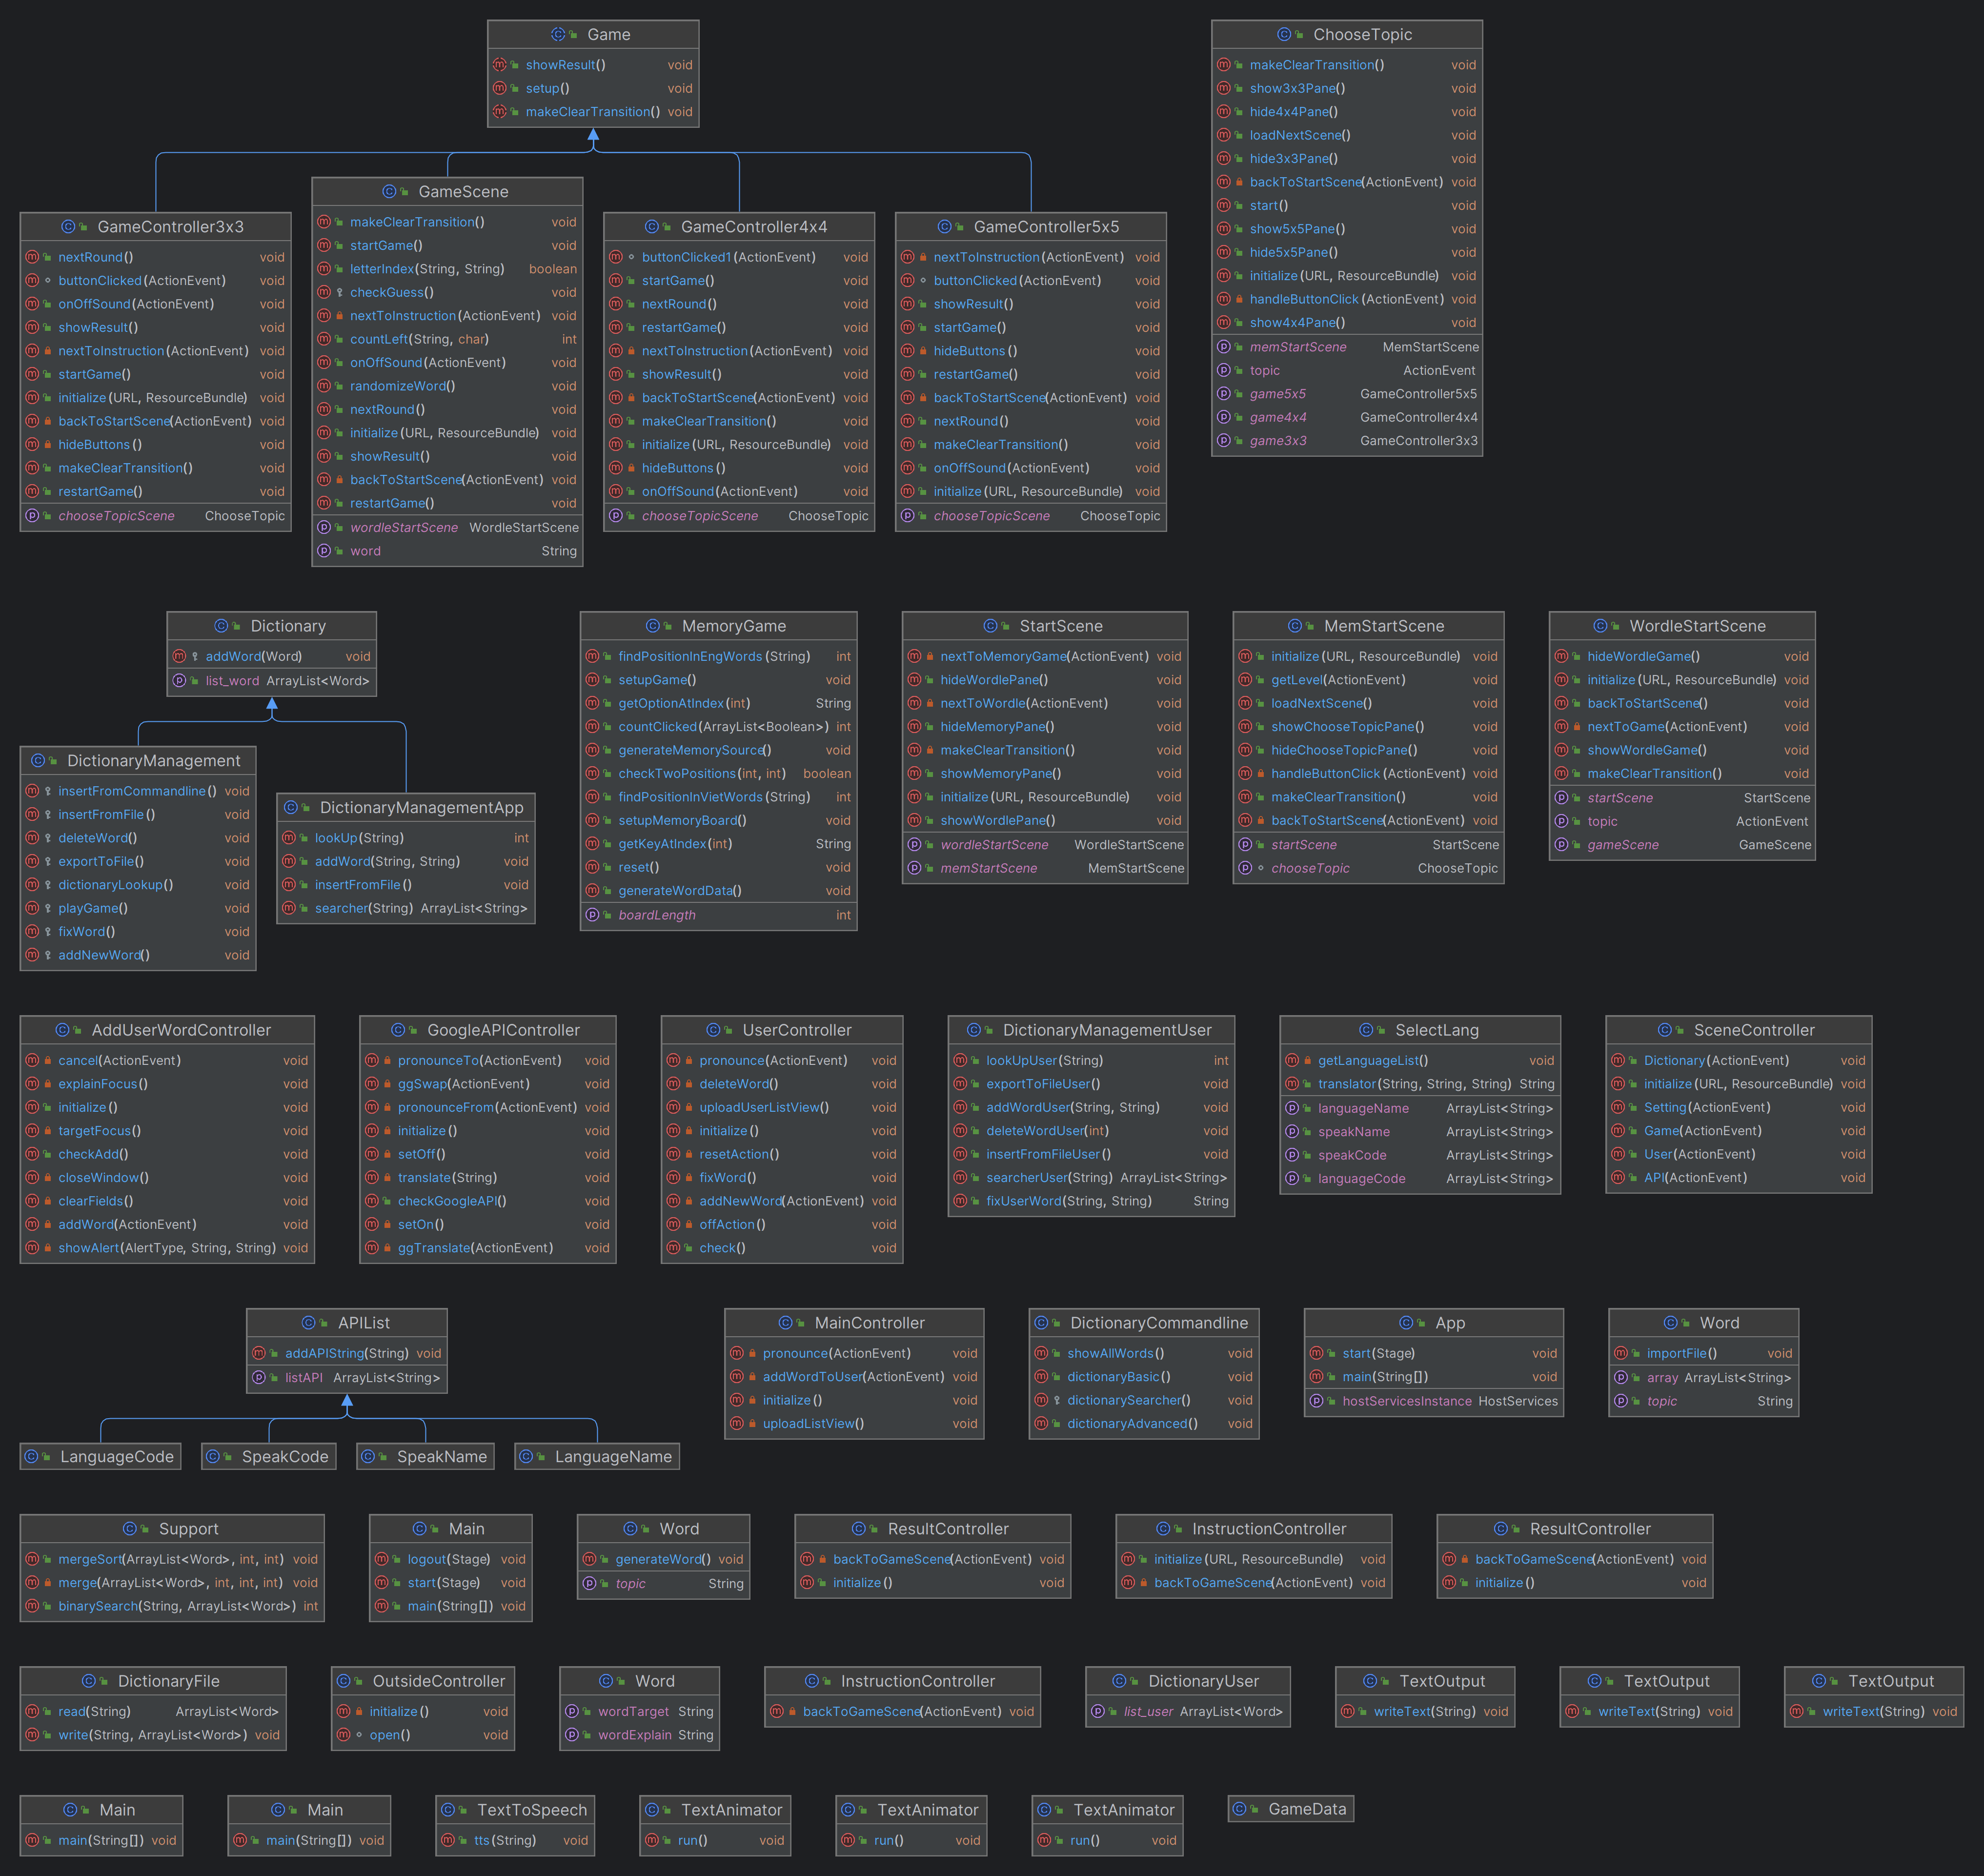 Game
showResult() void
setup() void
makeClearTransition() void
ChooseTopic
makeClearTransition() void
show3x3Pane() void
hide4x4Pane() void
loadNextScene() void
hide3x3Pane() void
backToStartScene(ActionEvent) void
start() void
show5x5Pane() void
hide5x5Pane() void
initialize(URL, ResourceBundle) void
handleButtonClick(ActionEvent) void
show4x4Pane() void
memStartScene MemStartScene
topic ActionEvent
game5x5 GameController5x5
game4x4 GameController4x4
game3x3 GameController3x3
GameController3x3
nextRound() void
buttonClicked(ActionEvent) void
onOffSound(ActionEvent) void
showResult() void
nextToInstruction(ActionEvent) void
startGame() void
initialize(URL, ResourceBundle) void
backToStartScene(ActionEvent) void
hideButtons() void
makeClearTransition() void
restartGame() void
chooseTopicScene ChooseTopic
GameScene
makeClearTransition() void
startGame() void
letterIndex(String, String) boolean
checkGuess() void
nextToInstruction(ActionEvent) void
countLeft(String, char) int
onOffSound(ActionEvent) void
randomizeWord() void
nextRound() void
initialize(URL, ResourceBundle) void
showResult() void
backToStartScene(ActionEvent) void
restartGame() void
wordleStartScene WordleStartScene
word String
GameController4x4
buttonClicked1(ActionEvent) void
startGame() void
nextRound() void
restartGame() void
nextToInstruction(ActionEvent) void
showResult() void
backToStartScene(ActionEvent) void
makeClearTransition() void
initialize(URL, ResourceBundle) void
hideButtons() void
onOffSound(ActionEvent) void
chooseTopicScene ChooseTopic
GameController5x5
nextToInstruction(ActionEvent) void
buttonClicked(ActionEvent) void
showResult() void
startGame() void
hideButtons() void
restartGame() void
backToStartScene(ActionEvent) void
nextRound() void
makeClearTransition() void
onOffSound(ActionEvent) void
initialize(URL, ResourceBundle) void
chooseTopicScene ChooseTopic
Dictionary
addWord(Word) void
list_word ArrayList<Word>
DictionaryManagement
insertFromCommandline() void
insertFromFile() void
deleteWord() void
exportToFile() void
dictionaryLookup() void
playGame() void
fixWord() void
addNewWord() void
DictionaryManagementApp
lookUp(String) int
addWord(String, String) void
insertFromFile() void
searcher(String) ArrayList<String>
MemoryGame
findPositionInEngWords(String) int
setupGame() void
getOptionAtIndex(int) String
countClicked(ArrayList<Boolean>) int
generateMemorySource() void
checkTwoPositions(int, int) boolean
findPositionInVietWords(String) int
setupMemoryBoard() void
getKeyAtIndex(int) String
reset() void
generateWordData() void
boardLength int
StartScene
nextToMemoryGame(ActionEvent) void
hideWordlePane() void
nextToWordle(ActionEvent) void
hideMemoryPane() void
makeClearTransition() void
showMemoryPane() void
initialize(URL, ResourceBundle) void
showWordlePane() void
wordleStartScene WordleStartScene
memStartScene MemStartScene
MemStartScene
initialize(URL, ResourceBundle) void
getLevel(ActionEvent) void
loadNextScene() void
showChooseTopicPane() void
hideChooseTopicPane() void
handleButtonClick(ActionEvent) void
makeClearTransition() void
backToStartScene(ActionEvent) void
startScene StartScene
chooseTopic ChooseTopic
WordleStartScene
hideWordleGame() void
initialize(URL, ResourceBundle) void
backToStartScene() void
nextToGame(ActionEvent) void
showWordleGame() void
makeClearTransition() void
startScene StartScene
topic ActionEvent
gameScene GameScene
AddUserWordController
cancel(ActionEvent) void
explainFocus() void
initialize() void
targetFocus() void
checkAdd() void
closeWindow() void
clearFields() void
addWord(ActionEvent) void
showAlert(AlertType, String, String) void
GoogleAPIController
pronounceTo(ActionEvent) void
ggSwap(ActionEvent) void
pronounceFrom(ActionEvent) void
initialize() void
setOff() void
translate(String) void
checkGoogleAPI() void
setOn() void
ggTranslate(ActionEvent) void
UserController
pronounce(ActionEvent) void
deleteWord() void
uploadUserListView() void
initialize() void
resetAction() void
fixWord() void
addNewWord(ActionEvent) void
offAction() void
check() void
DictionaryManagementUser
lookUpUser(String) int
exportToFileUser() void
addWordUser(String, String) void
deleteWordUser(int) void
insertFromFileUser() void
searcherUser(String) ArrayList<String>
fixUserWord(String, String) String
SelectLang
getLanguageList() void
translator(String, String, String) String
languageName ArrayList<String>
speakName ArrayList<String>
speakCode ArrayList<String>
languageCode ArrayList<String>
SceneController
Dictionary(ActionEvent) void
initialize(URL, ResourceBundle) void
Setting(ActionEvent) void
Game(ActionEvent) void
User(ActionEvent) void
API(ActionEvent) void
APIList
addAPIString(String) void
listAPI ArrayList<String>
LanguageCode
SpeakCode
SpeakName
LanguageName
MainController
pronounce(ActionEvent) void
addWordToUser(ActionEvent) void
initialize() void
uploadListView() void
DictionaryCommandline
showAllWords() void
dictionaryBasic() void
dictionarySearcher() void
dictionaryAdvanced() void
App
start(Stage) void
main(String[]) void
hostServicesInstance HostServices
Word
importFile() void
array ArrayList<String>
topic String
Support
mergeSort(ArrayList<Word>, int, int) void
merge(ArrayList<Word>, int, int, int) void
binarySearch(String, ArrayList<Word>) int
Main
logout(Stage) void
start(Stage) void
main(String[]) void
Word
generateWord() void
topic String
ResultController
backToGameScene(ActionEvent) void
initialize() void
InstructionController
initialize(URL, ResourceBundle) void
backToGameScene(ActionEvent) void
ResultController
backToGameScene(ActionEvent) void
initialize() void
DictionaryFile
read(String) ArrayList<Word>
write(String, ArrayList<Word>) void
OutsideController
initialize() void
open() void
Word
wordTarget String
wordExplain String
InstructionController
backToGameScene(ActionEvent) void
DictionaryUser
list_user ArrayList<Word>
TextOutput
writeText(String) void
TextOutput
writeText(String) void
TextOutput
writeText(String) void
Main
main(String[]) void
Main
main(String[]) void
TextToSpeech
tts(String) void
TextAnimator
run() void
TextAnimator
run() void
TextAnimator
run() void
GameData